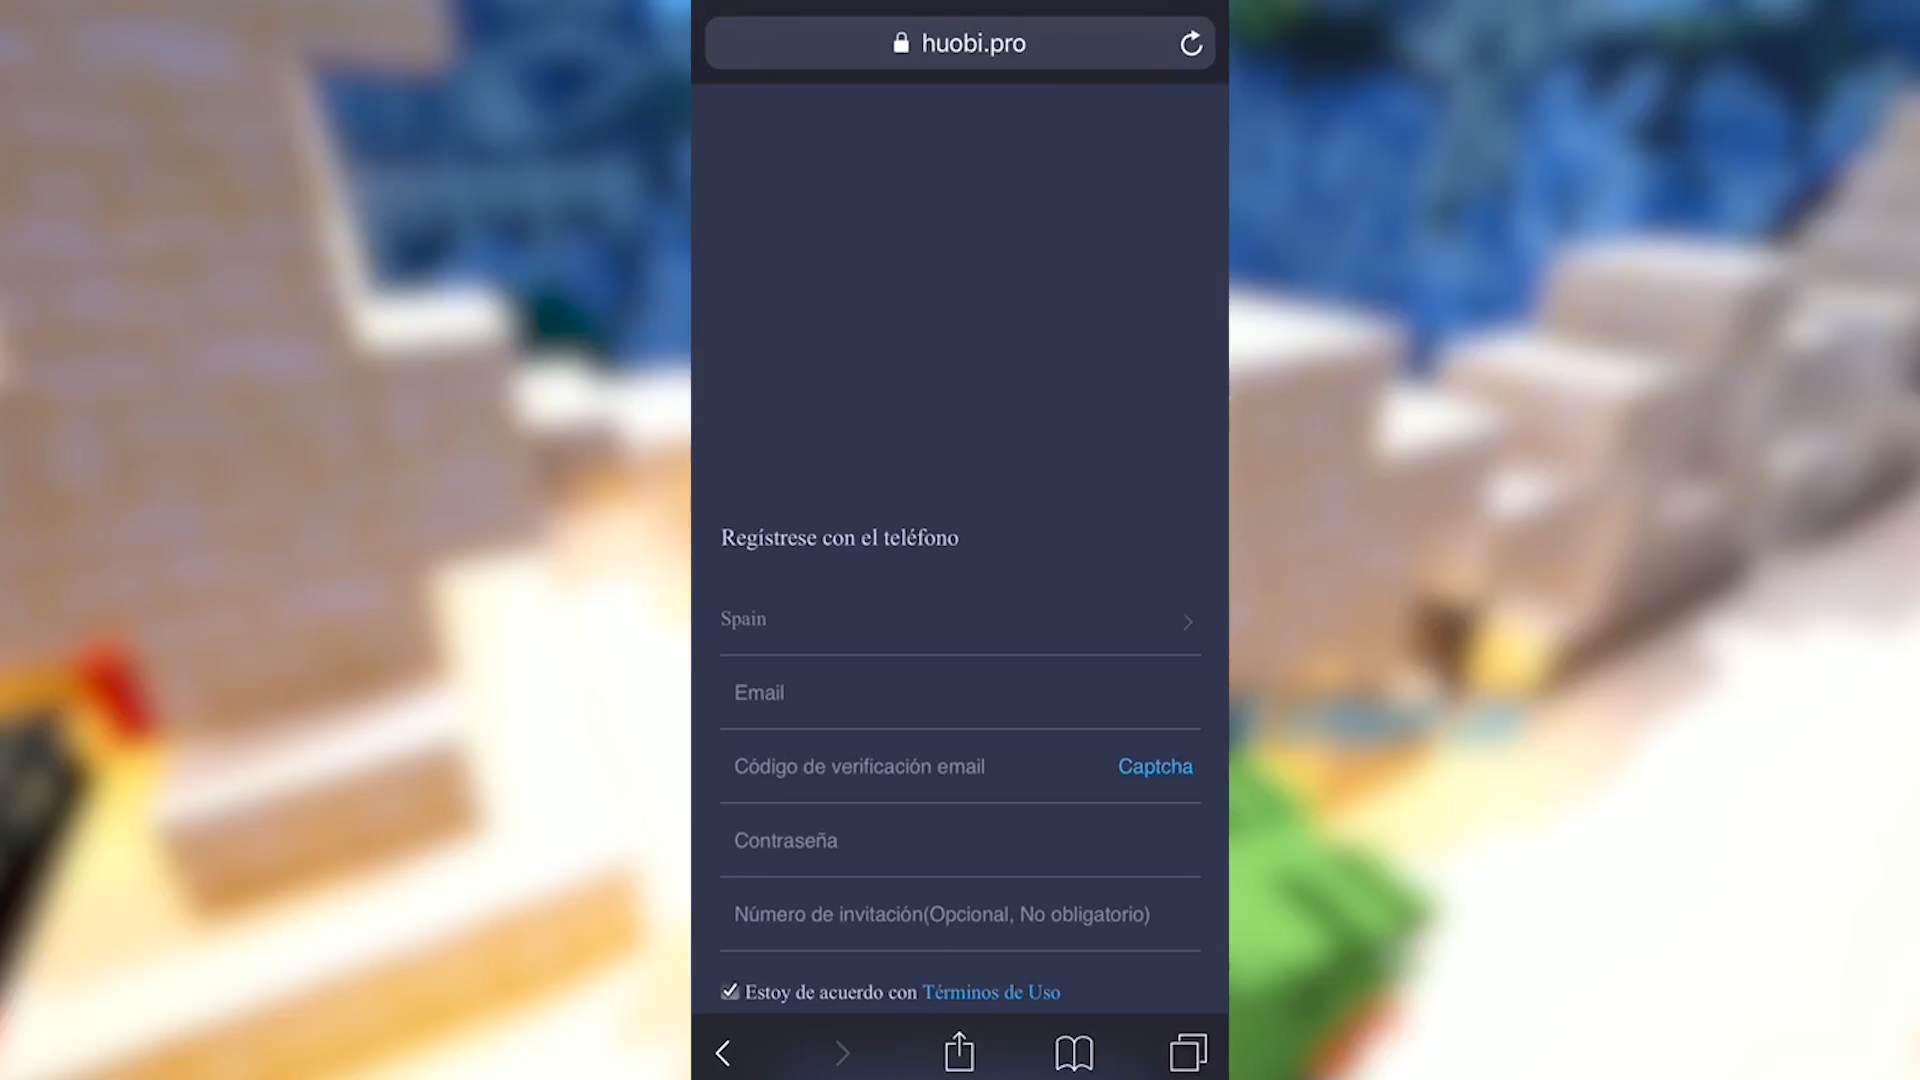 huobi.pro
Regístrese con el teléfono
Spain
Email
Código de verificación email Captcha
Contraseña
Número de invitación(Opcional, No obligatorio)
Estoy de acuerdo con Términos de Uso